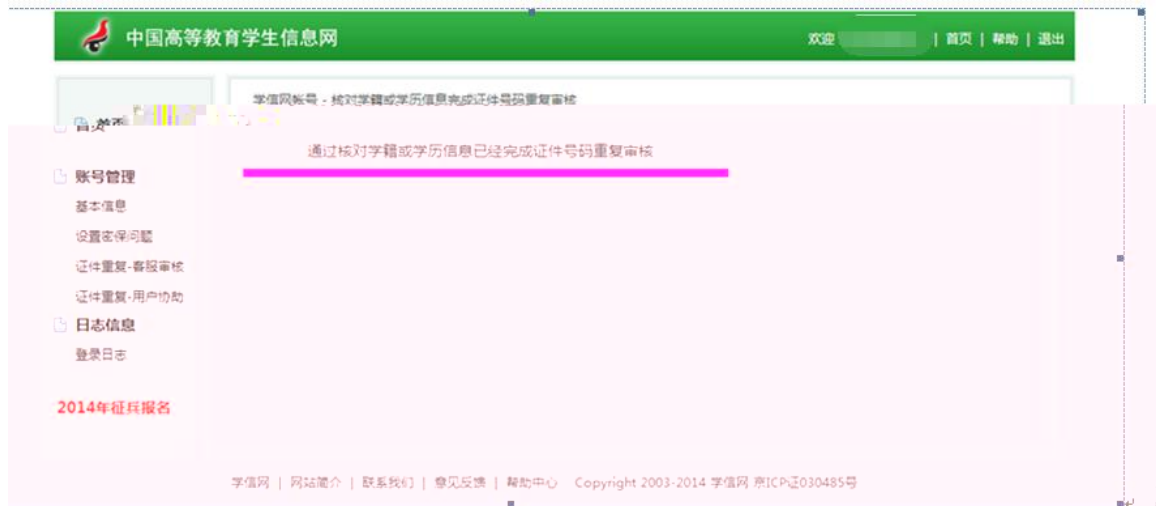 中国高等教育学生信息网
欢迎 | 首页 | 帮助 | 退出
学信网帐号 - 核对学籍或学历信息完成证件号码重复审核
首页
通过核对学籍或学历信息已经完成证件号码重复审核
账号管理
基本信息
设置密保问题
证件重复-客服审核
证件重复-用户协助
日志信息
登录日志
2014年征兵报名
学信网 | 网站简介 | 联系我们 | 意见反馈 | 帮助中心 Copyright 2003-2014 学信网 京ICP证030485号